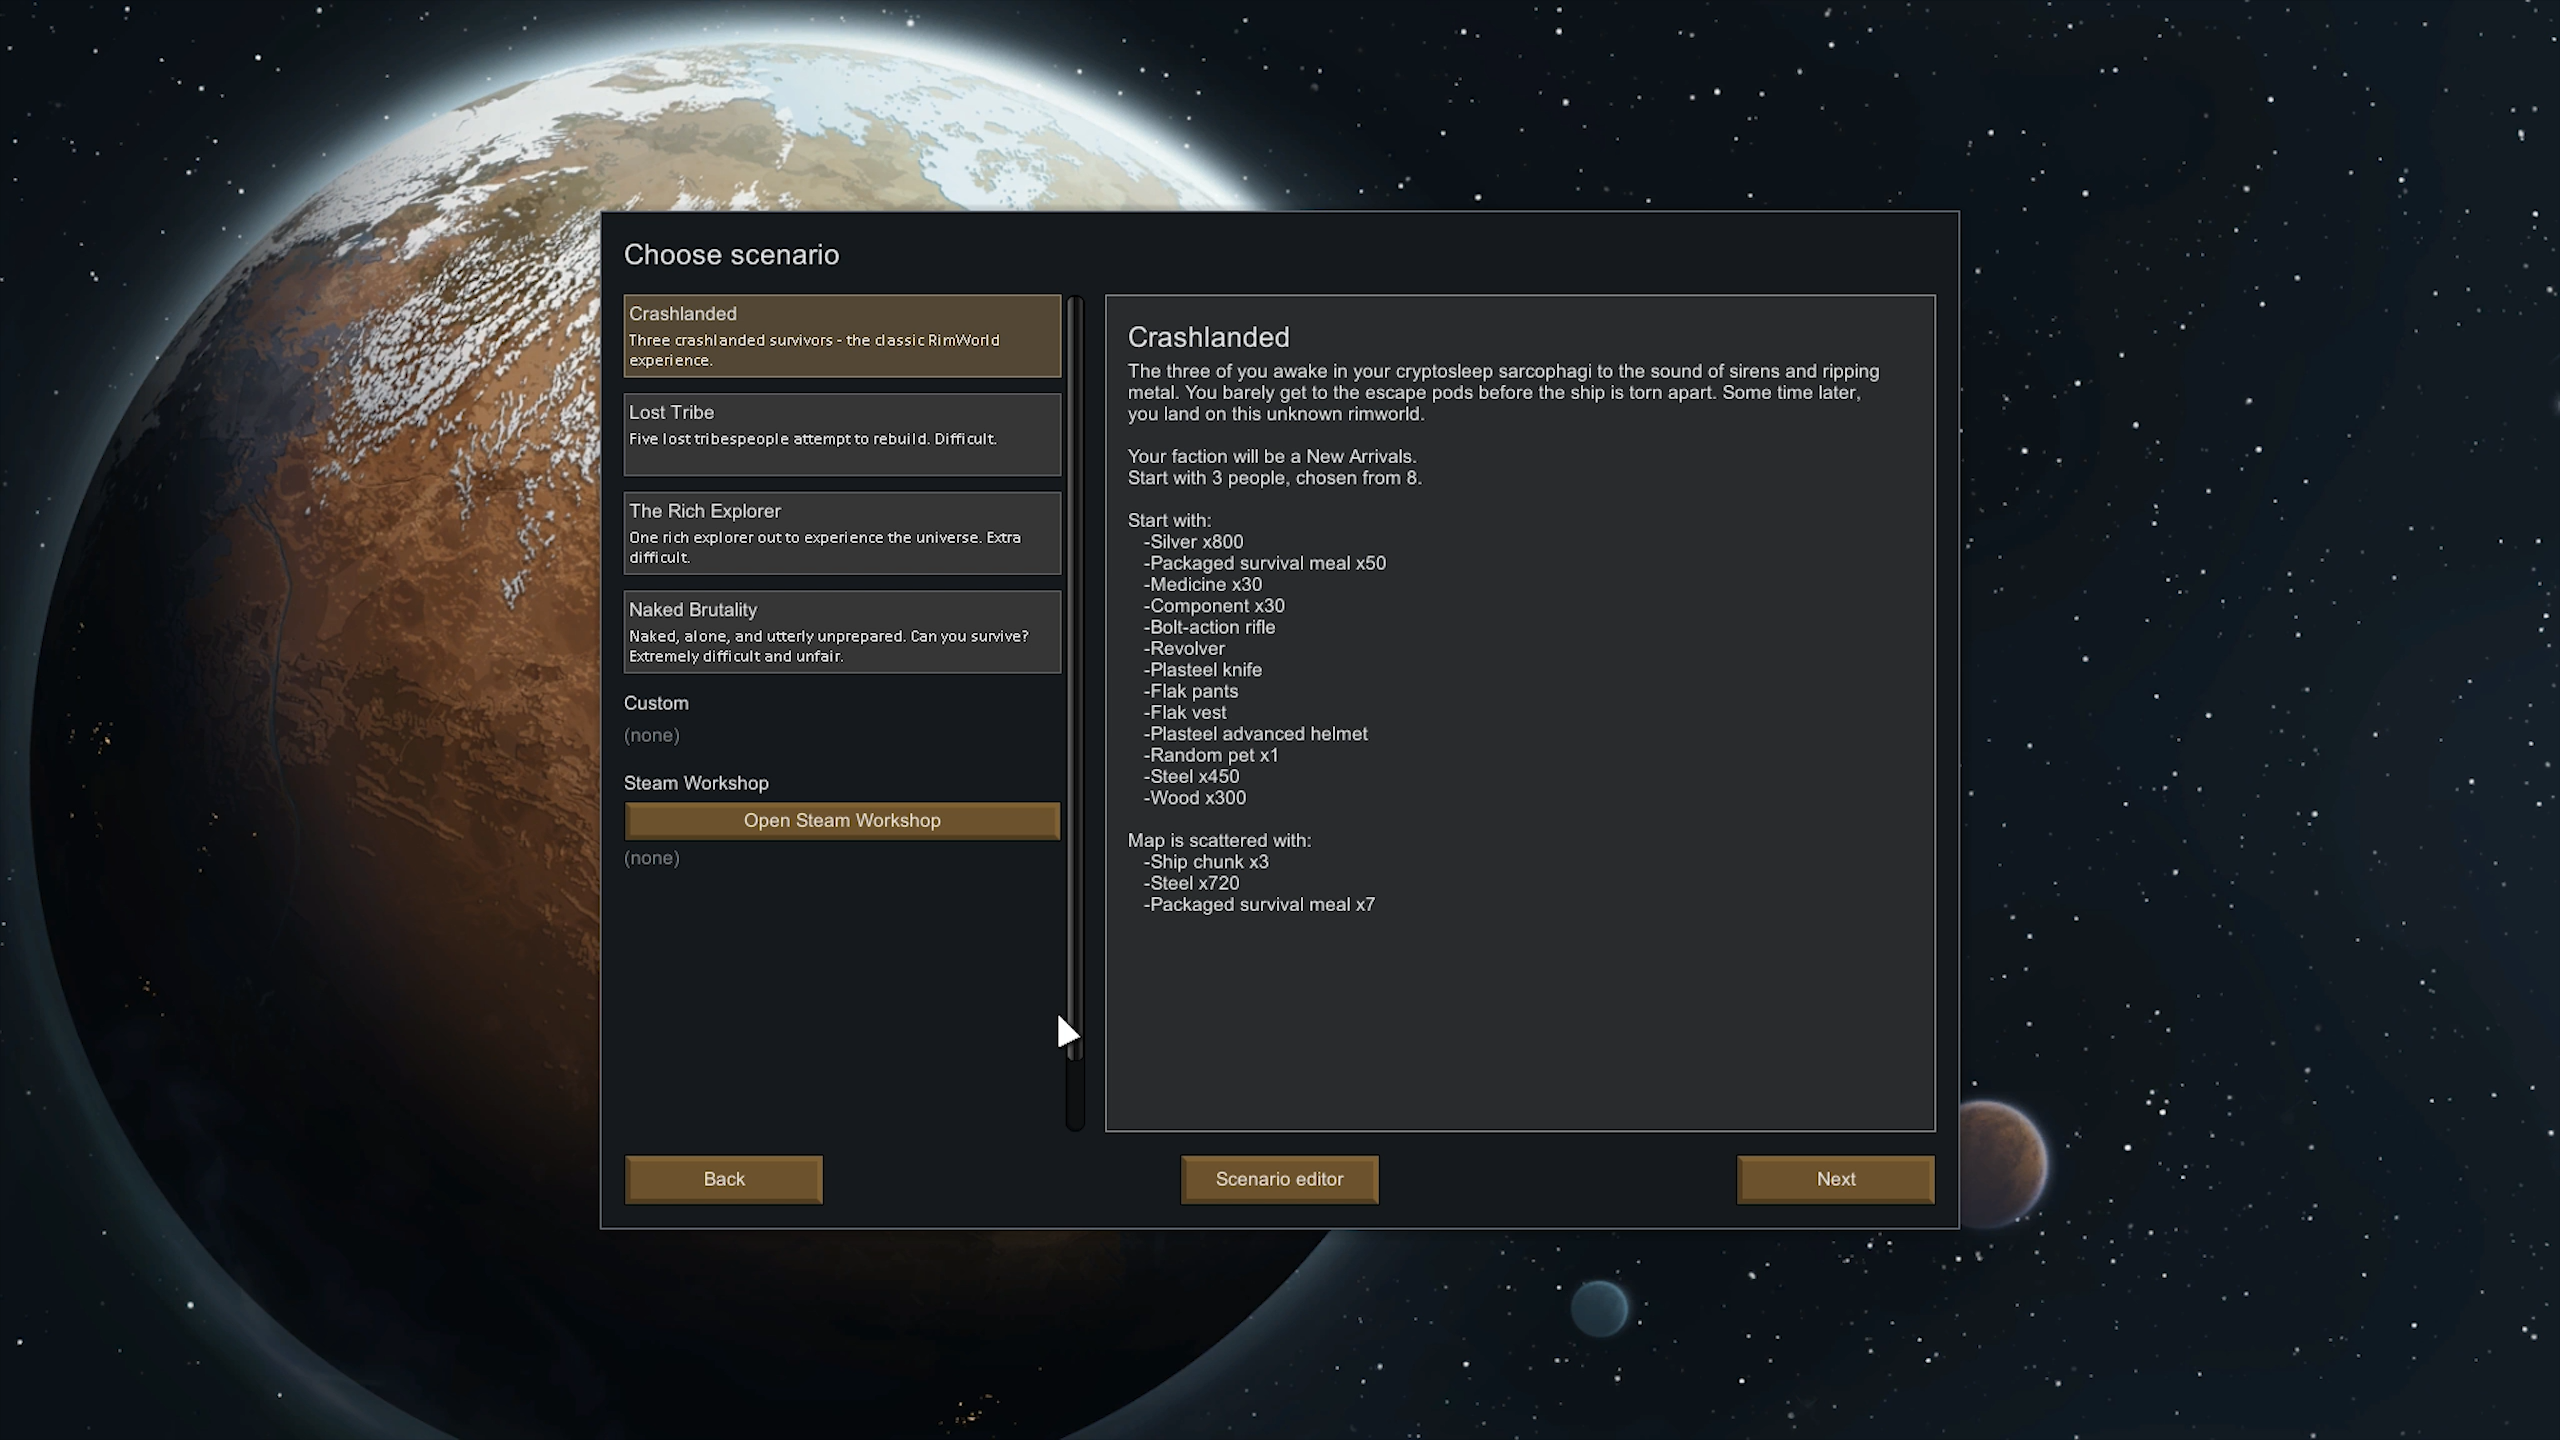 Choose scenario
Crashlanded
Three crashlanded survivors - the classic RimWorld
experience.
Lost Tribe
Five lost tribespeople attempt to rebuild. Difficult.
The Rich Explorer
One rich explorer out to experience the universe. Extra
difficult.
Naked Brutality
Naked, alone, and utterly unprepared. Can you survive?
Extremely difficult and unfair.
Custom
(none)
Steam Workshop
Open Steam Workshop
(none)
Crashlanded
The three of you awake in your cryptosleep sarcophagi to the sound of sirens and ripping
metal. You barely get to the escape pods before the ship is torn apart. Some time later,
you land on this unknown rimworld.
Your faction will be a New Arrivals.
Start with 3 people, chosen from 8.
Start with:
-Silver x800
-Packaged survival meal x50
-Medicine x30
-Component x30
-Bolt-action rifle
-Revolver
-Plasteel knife
-Flak pants
-Flak vest
-Plasteel advanced helmet
-Random pet x1
-Steel x450
-Wood x300
Map is scattered with:
-Ship chunk x3
-Steel x720
-Packaged survival meal x7
Back
Scenario editor
Next